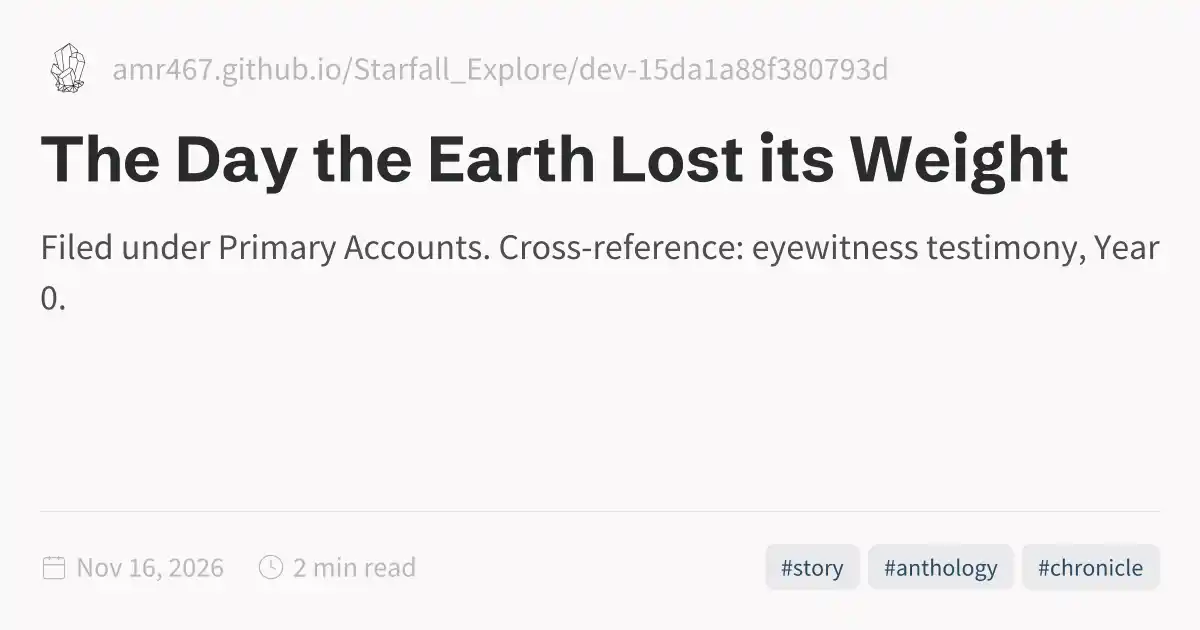 amr467.github.io/Starfall_Explore/dev-15da1a88f380793d
The Day the Earth Lost its Weight
Filed under Primary Accounts. Cross-reference: eyewitness testimony, Year
0.
Nov 16, 2026 2 min read #story #anthology #chronicle